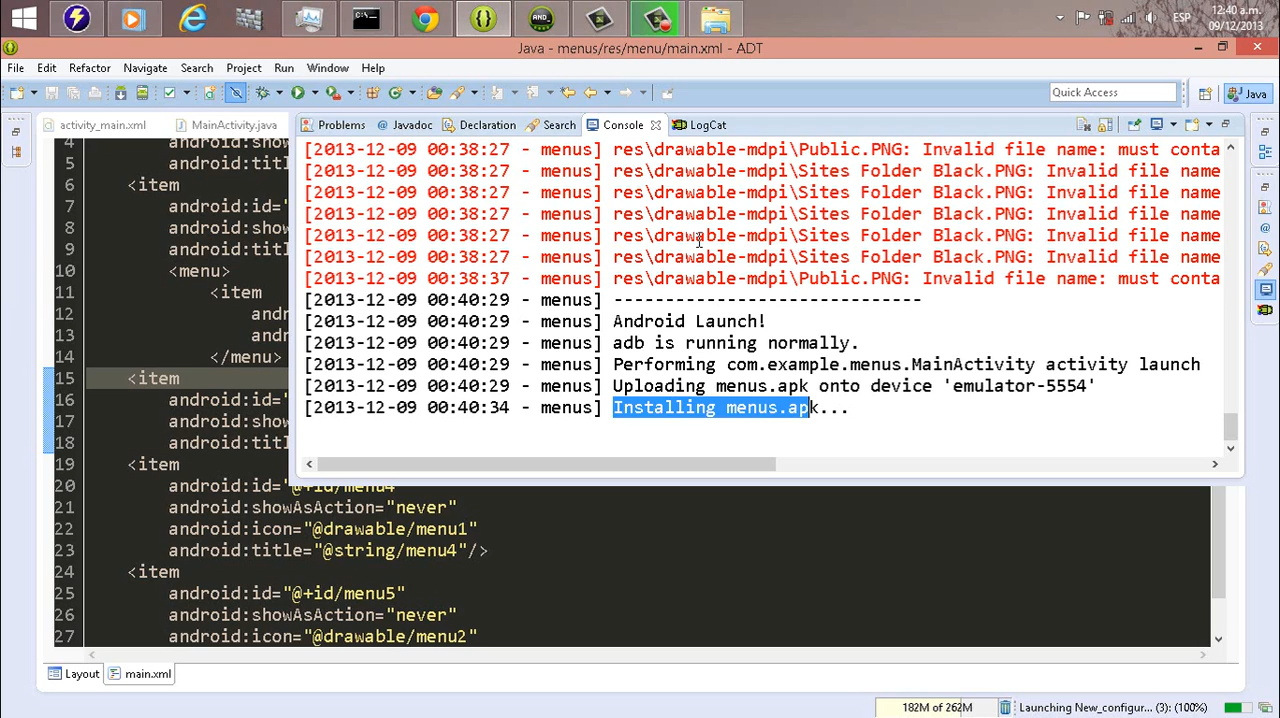 12:40 a.m.
ESP
09/12/2013
Java - menus/res/menu/main.xml - ADT
File Edit Refactor Navigate Search Project Run Window Help
Quick Access
Java
activity_main.xml
MainActivity.java
Problems
Javadoc
Declaration
Search
Console
LogCat
4 android:show
5 android:titl
6 <item
7 android:id="
8 android:show
9 android:titl
10 <menu>
11 <item
12 andr
13 andr
14 </menu>
15 <item
16 android:id="
17 android:show
18 android:titl
19 <item
20 android:id="@+id/menu4"
21 android:showAsAction="never"
22 android:icon="@drawable/menu1"
23 android:title="@string/menu4"/>
24 <item
25 android:id="@+id/menu5"
26 android:showAsAction="never"
27 android:icon="@drawable/menu2"
[2013-12-09 00:38:27 - menus] res\drawable-mdpi\Public.PNG: Invalid file name: must conta
[2013-12-09 00:38:27 - menus] res\drawable-mdpi\Sites Folder Black.PNG: Invalid file name
[2013-12-09 00:38:27 - menus] res\drawable-mdpi\Sites Folder Black.PNG: Invalid file name
[2013-12-09 00:38:27 - menus] res\drawable-mdpi\Sites Folder Black.PNG: Invalid file name
[2013-12-09 00:38:27 - menus] res\drawable-mdpi\Sites Folder Black.PNG: Invalid file name
[2013-12-09 00:38:27 - menus] res\drawable-mdpi\Sites Folder Black.PNG: Invalid file name
[2013-12-09 00:38:37 - menus] res\drawable-mdpi\Public.PNG: Invalid file name: must conta
[2013-12-09 00:40:29 - menus] ------------------------------
[2013-12-09 00:40:29 - menus] Android Launch!
[2013-12-09 00:40:29 - menus] adb is running normally.
[2013-12-09 00:40:29 - menus] Performing com.example.menus.MainActivity activity launch
[2013-12-09 00:40:29 - menus] Uploading menus.apk onto device 'emulator-5554'
[2013-12-09 00:40:34 - menus] Installing menus.apk...
Layout
main.xml
182M of 262M
Launching New_configur... (3): (100%)